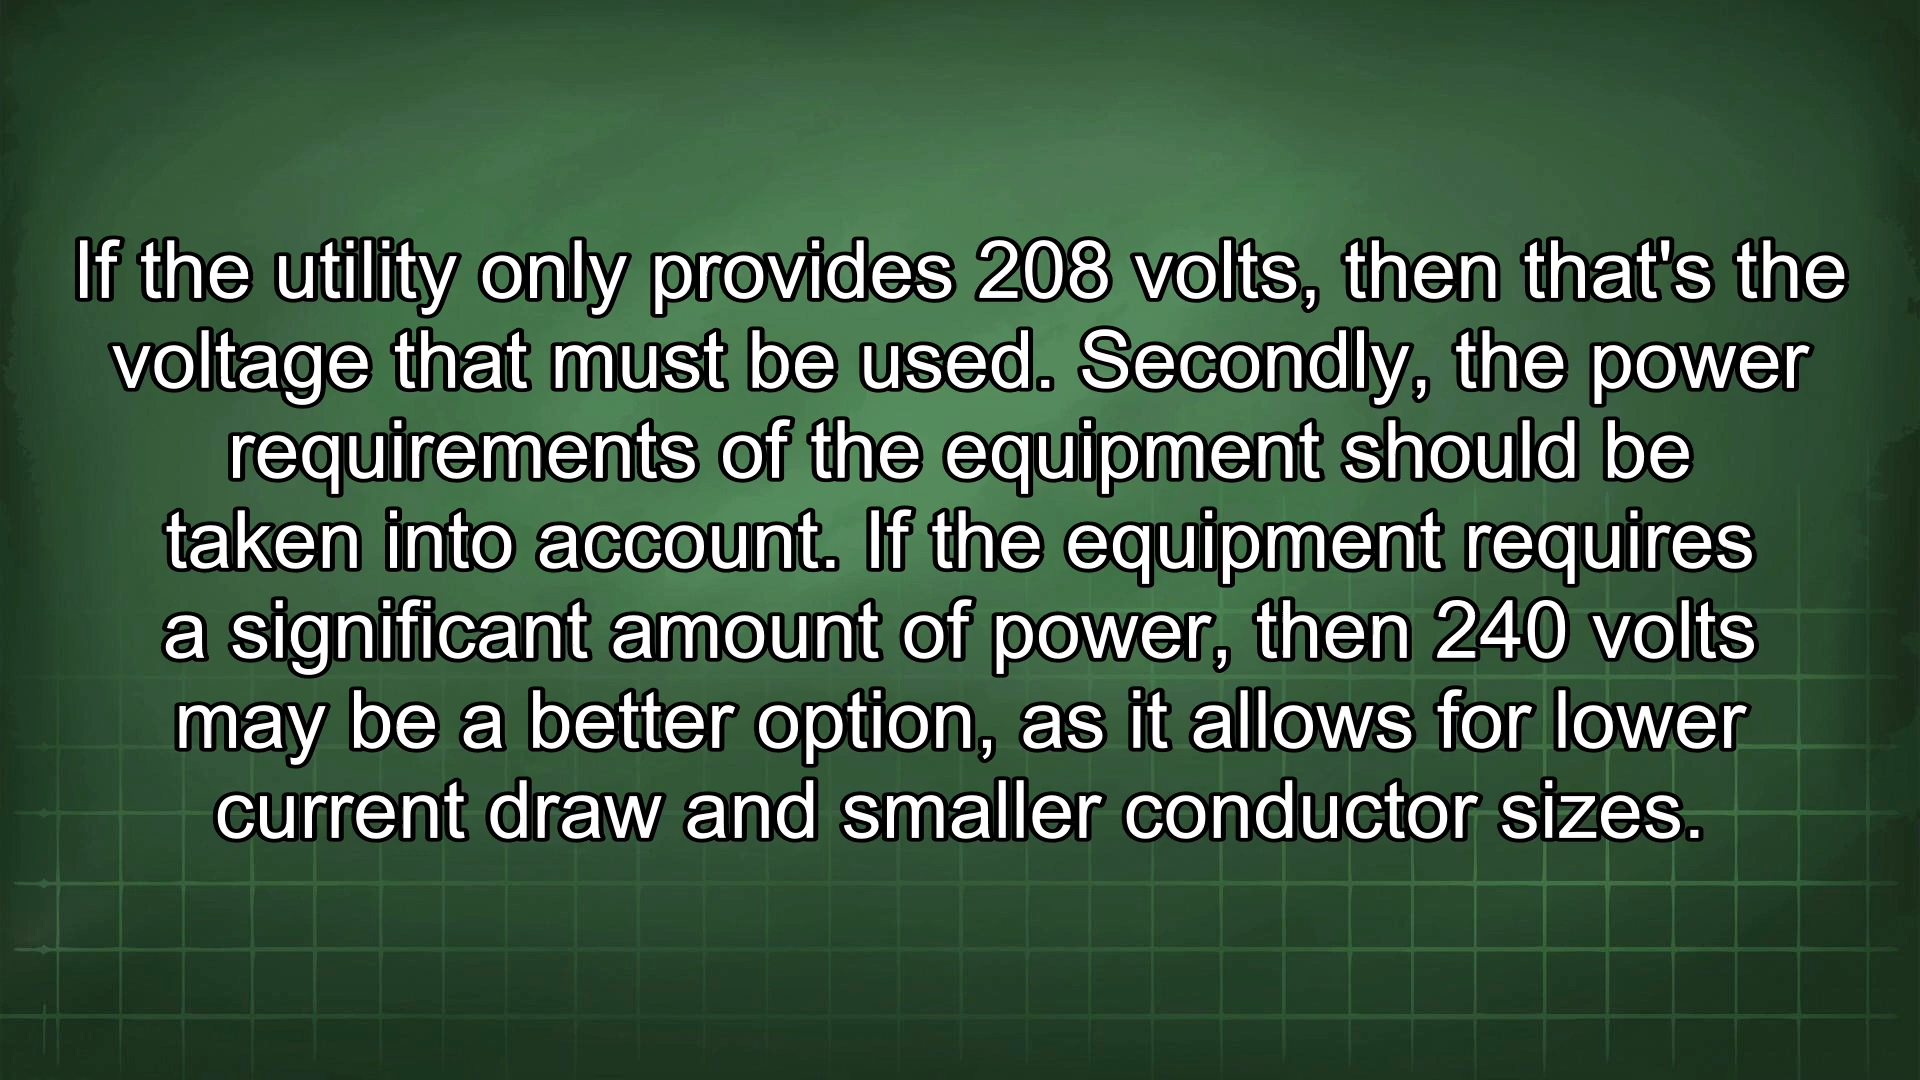 If the utility only provides 208 volts, then that's the
voltage that must be used. Secondly, the power
requirements of the equipment should be
taken into account. If the equipment requires
a significant amount of power, then 240 volts
may be a better option, as it allows for lower
current draw and smaller conductor sizes.